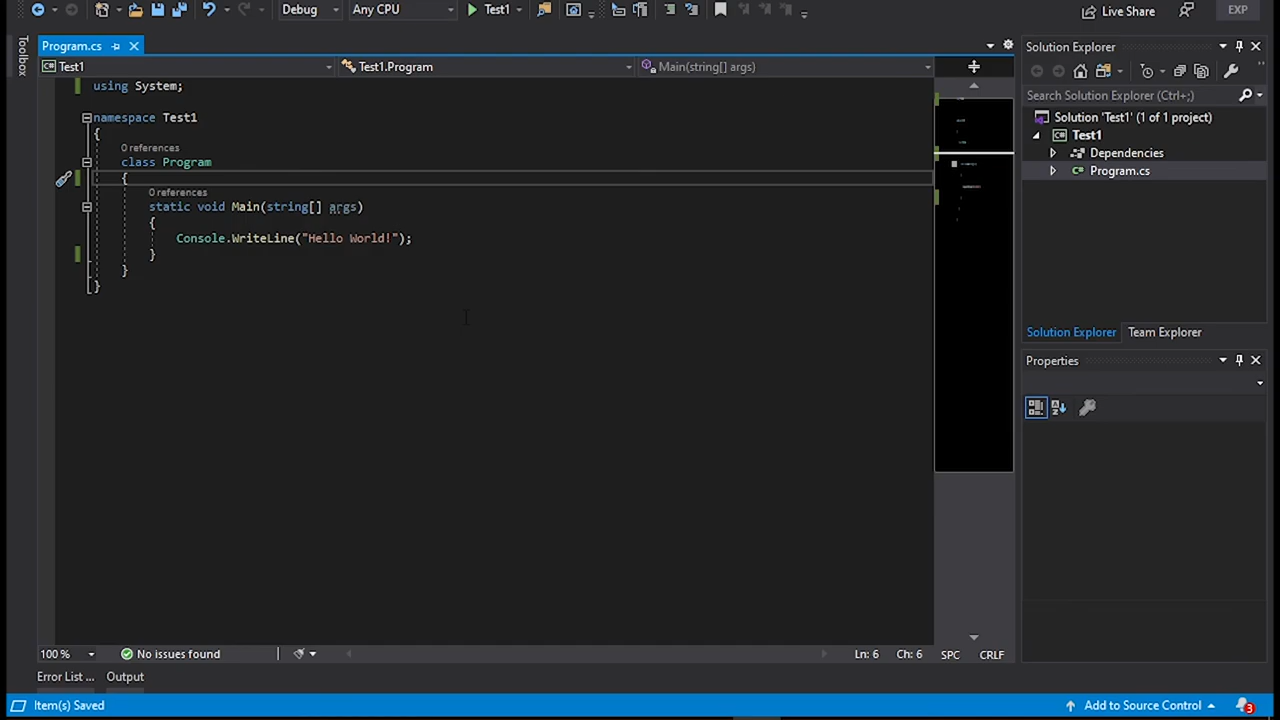 Debug
Any CPU
Test1
Live Share
EXP
Toolbox
Program.cs
Test1
Test1.Program
Main(string[] args)
using System;
namespace Test1
{
0 references
class Program
{
0 references
static void Main(string[] args)
{
Console.WriteLine("Hello World!");
}
}
}
Solution Explorer
Search Solution Explorer (Ctrl+;)
Solution 'Test1' (1 of 1 project)
Test1
Dependencies
Program.cs
Solution Explorer
Team Explorer
Properties
100 %
No issues found
Ln: 6
Ch: 6
SPC
CRLF
Error List ...
Output
Item(s) Saved
Add to Source Control
3